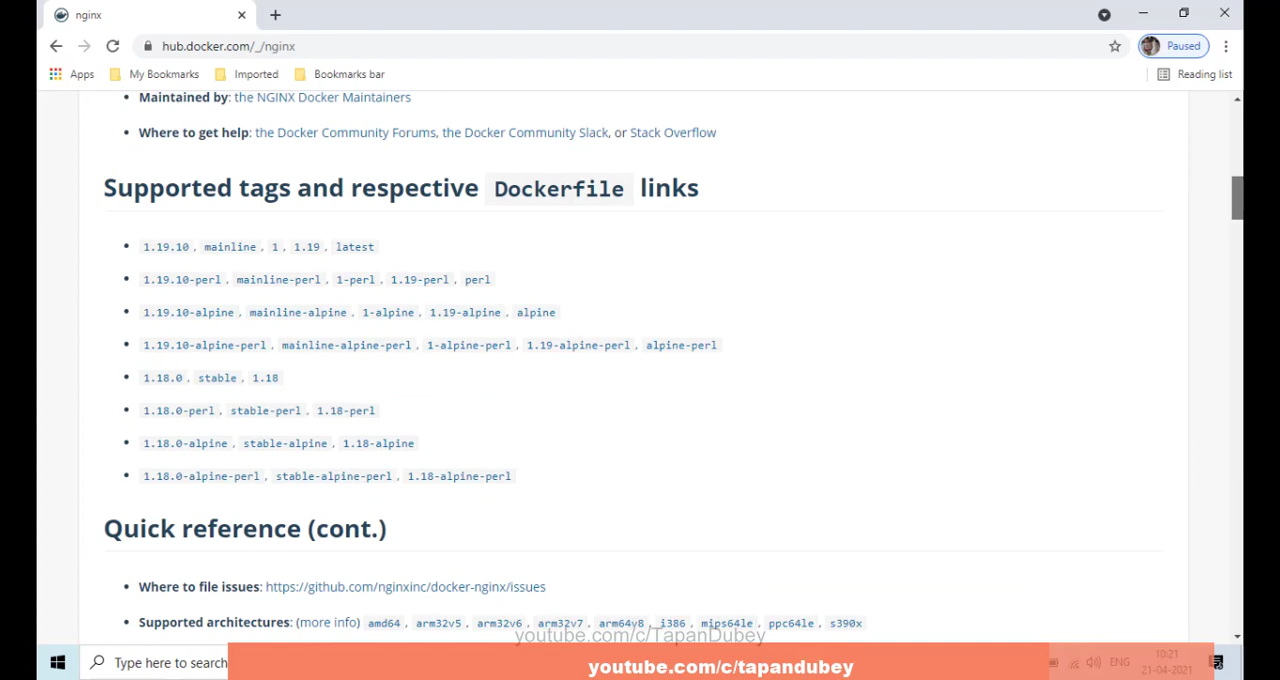 nginx
hub.docker.com/_/nginx
Paused
Apps My Bookmarks Imported Bookmarks bar Reading list
• Maintained by: the NGINX Docker Maintainers
• Where to get help: the Docker Community Forums, the Docker Community Slack, or Stack Overflow
Supported tags and respective Dockerfile links
• 1.19.10, mainline, 1, 1.19, latest
• 1.19.10-perl, mainline-perl, 1-perl, 1.19-perl, perl
• 1.19.10-alpine, mainline-alpine, 1-alpine, 1.19-alpine, alpine
• 1.19.10-alpine-perl, mainline-alpine-perl, 1-alpine-perl, 1.19-alpine-perl, alpine-perl
• 1.18.0, stable, 1.18
• 1.18.0-perl, stable-perl, 1.18-perl
• 1.18.0-alpine, stable-alpine, 1.18-alpine
• 1.18.0-alpine-perl, stable-alpine-perl, 1.18-alpine-perl
Quick reference (cont.)
• Where to file issues: https://github.com/nginxinc/docker-nginx/issues
• Supported architectures: (more info) amd64, arm32v5, arm32v6, arm32v7, arm64v8, i386, mips64le, ppc64le, s390x
youtube.com/c/TapanDubey
Type here to search
youtube.com/c/tapandubey
ENG
10:21
21-04-2021